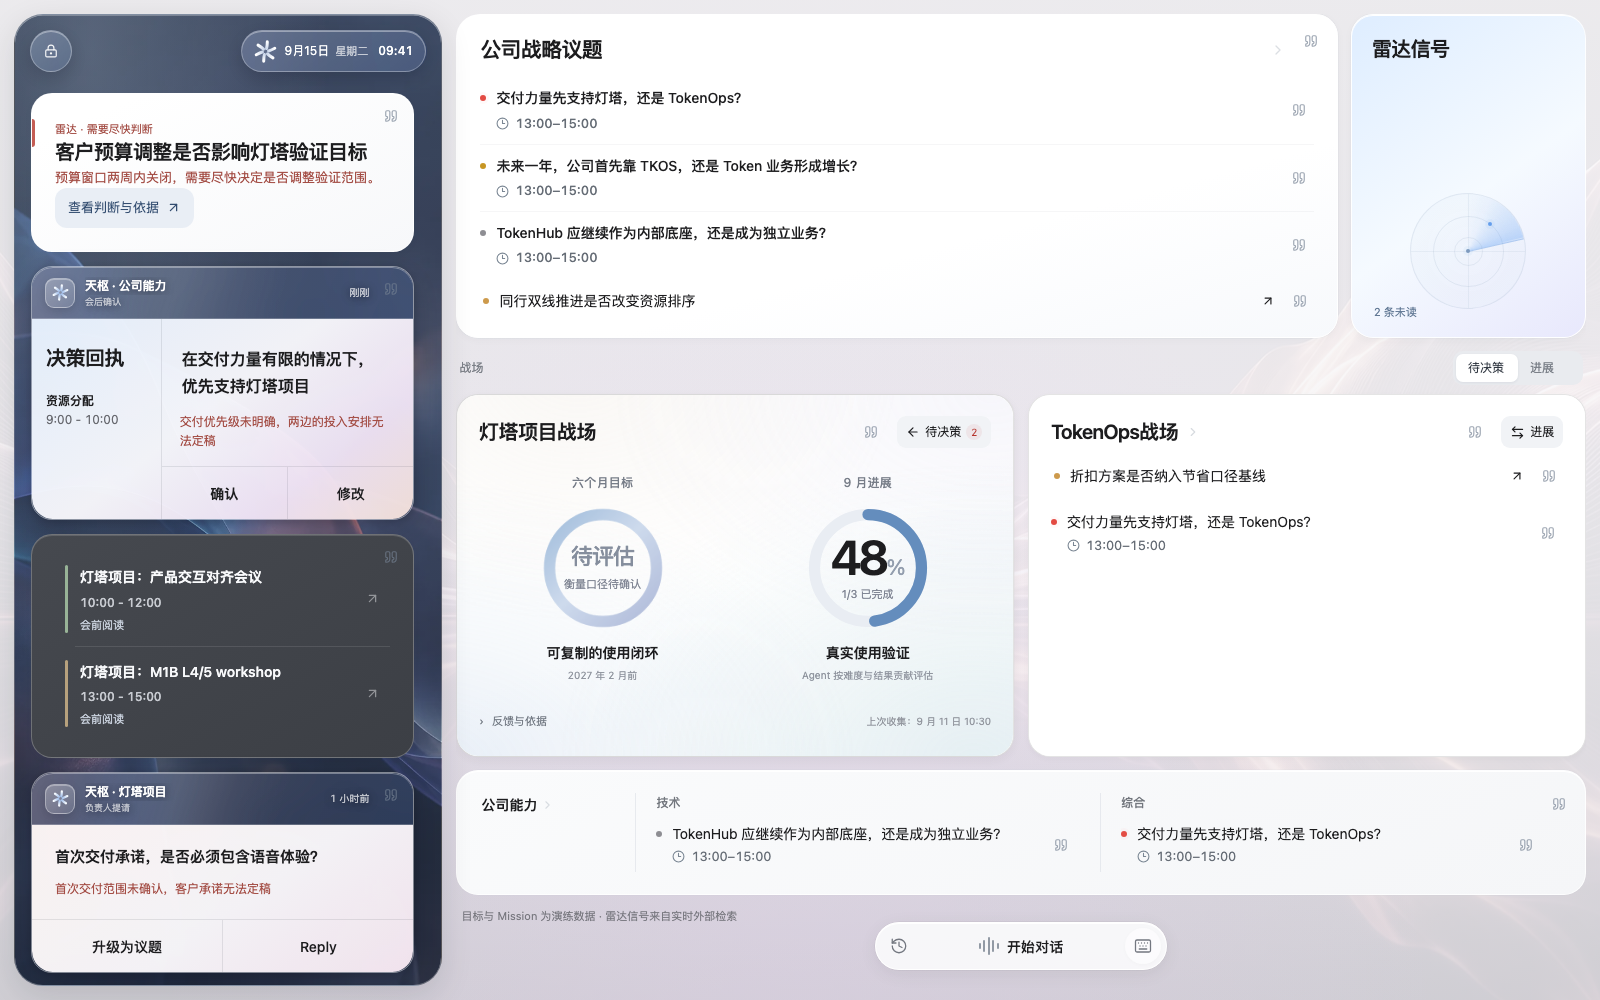 9月15日 星期二 09:41
雷达 · 需要尽快判断
客户预算调整是否影响灯塔验证目标
预算窗口两周内关闭，需要尽快决定是否调整验证范围。
查看判断与依据
天枢 · 公司能力
会后确认
刚刚
决策回执
资源分配
9:00 - 10:00
在交付力量有限的情况下，
优先支持灯塔项目
交付优先级未明确，两边的投入安排无
法定稿
确认
修改
灯塔项目：产品交互对齐会议
10:00 - 12:00
会前阅读
灯塔项目：M1B L4/5 workshop
13:00 - 15:00
会前阅读
天枢 · 灯塔项目
负责人提请
1 小时前
首次交付承诺，是否必须包含语音体验？
首次交付范围未确认，客户承诺无法定稿
升级为议题
Reply
公司战略议题
交付力量先支持灯塔，还是 TokenOps？
13:00–15:00
未来一年，公司首先靠 TKOS，还是 Token 业务形成增长？
13:00–15:00
TokenHub 应继续作为内部底座，还是成为独立业务？
13:00–15:00
同行双线推进是否改变资源排序
雷达信号
2 条未读
战场
待决策
进展
灯塔项目战场
待决策 2
六个月目标
待评估
衡量口径待确认
可复制的使用闭环
2027 年 2 月前
9 月进展
48%
1/3 已完成
真实使用验证
Agent 按难度与结果贡献评估
反馈与依据
上次收集：9 月 11 日 10:30
TokenOps战场
进展
折扣方案是否纳入节省口径基线
交付力量先支持灯塔，还是 TokenOps？
13:00–15:00
公司能力
技术
TokenHub 应继续作为内部底座，还是成为独立业务？
13:00–15:00
综合
交付力量先支持灯塔，还是 TokenOps？
13:00–15:00
目标与 Mission 为演练数据 · 雷达信号来自实时外部检索
开始对话